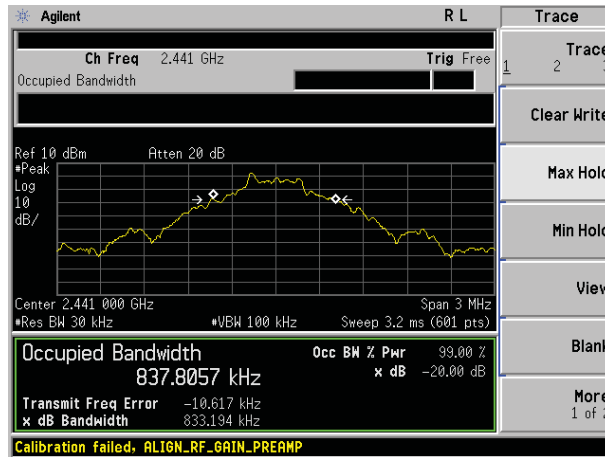 Agilent R L Trace
Ch Freq 2.441 GHz Trig Free
Occupied Bandwidth
Trace
1 2 3
Clear Write
Max Hold
Min Hold
View
Blank
More
1 of 2
Ref 10 dBm Atten 20 dB
#Peak
Log
10
dB/
Center 2.441 000 GHz Span 3 MHz
#Res BW 30 kHz #VBW 100 kHz Sweep 3.2 ms (601 pts)
Occupied Bandwidth Occ BW % Pwr 99.00 %
837.8057 kHz x dB -20.00 dB
Transmit Freq Error -10.617 kHz
x dB Bandwidth 833.194 kHz
Calibration failed, ALIGN_RF_GAIN_PREAMP